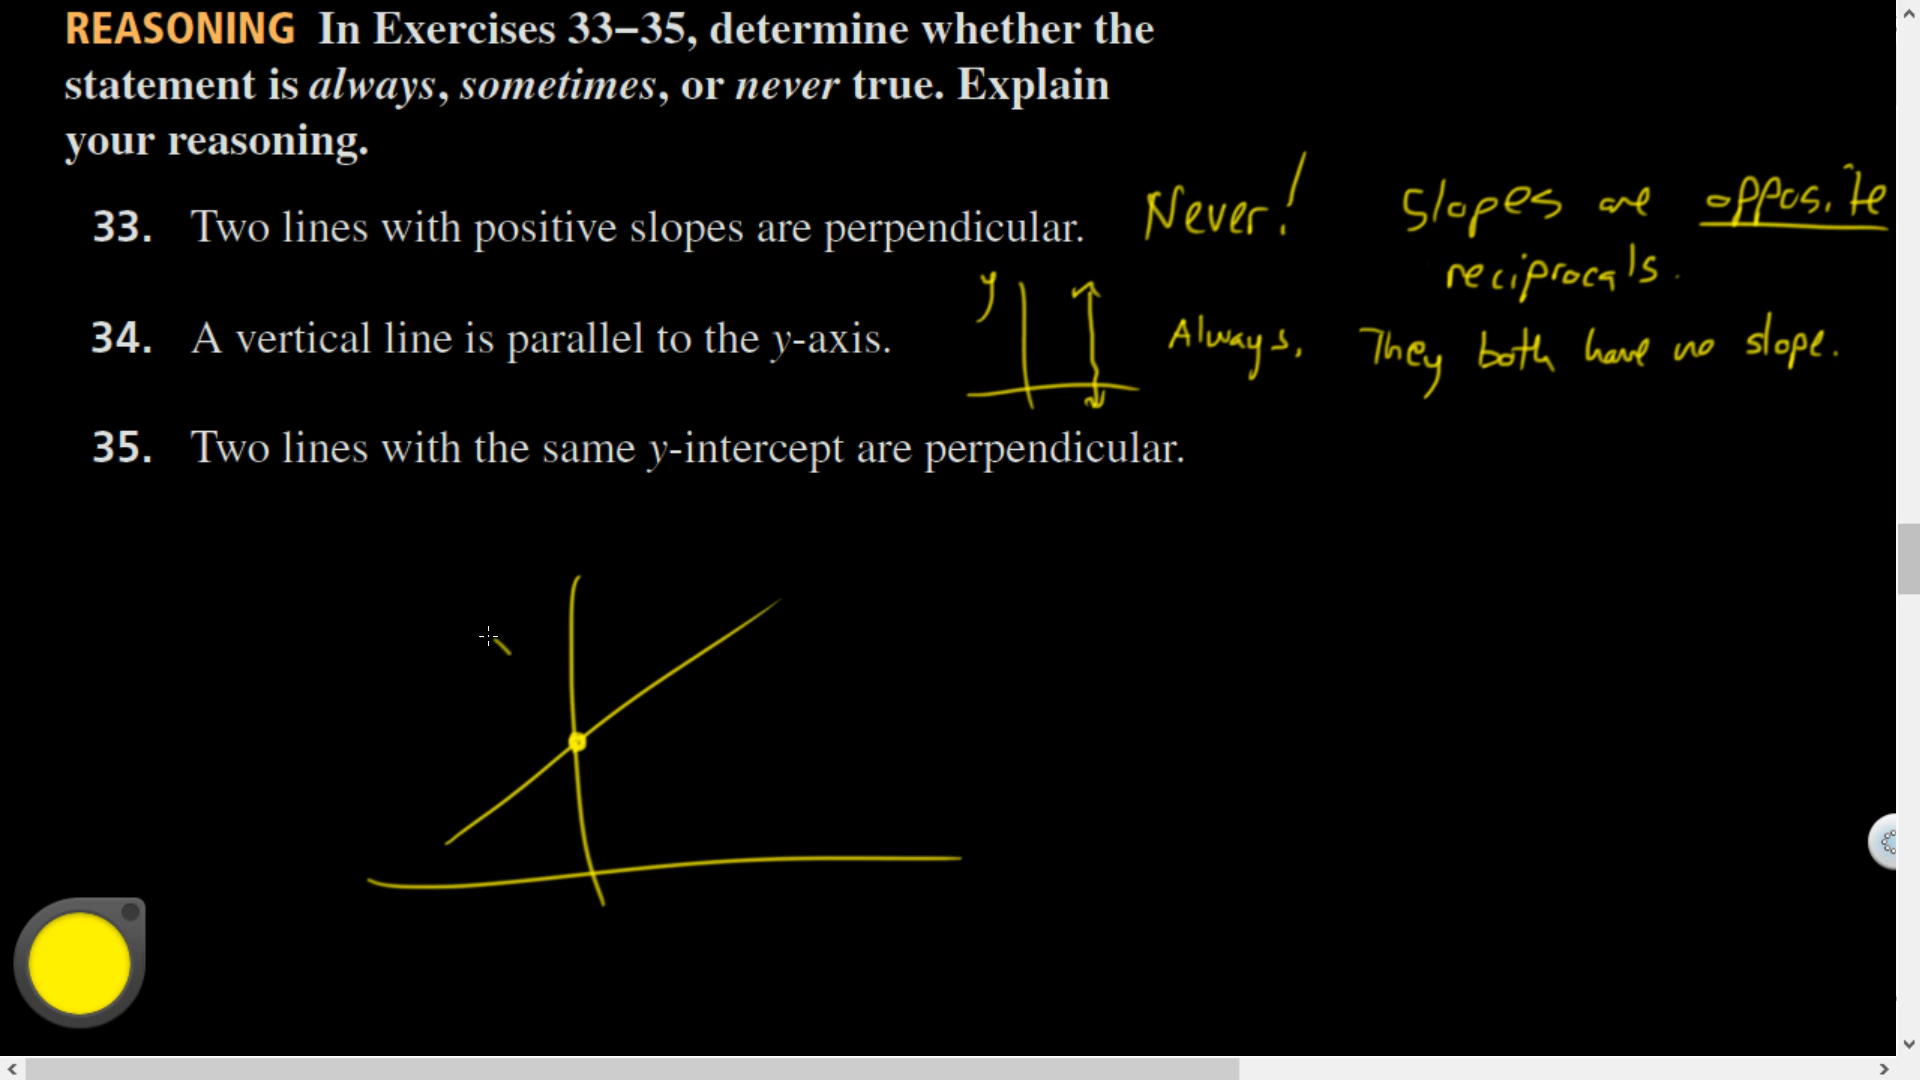 REASONING In Exercises 33–35, determine whether the
statement is always, sometimes, or never true. Explain
your reasoning.
33. Two lines with positive slopes are perpendicular. Never! Slopes are opposite
reciprocals.
y
34. A vertical line is parallel to the y-axis. Always, They both have no slope.
35. Two lines with the same y-intercept are perpendicular.